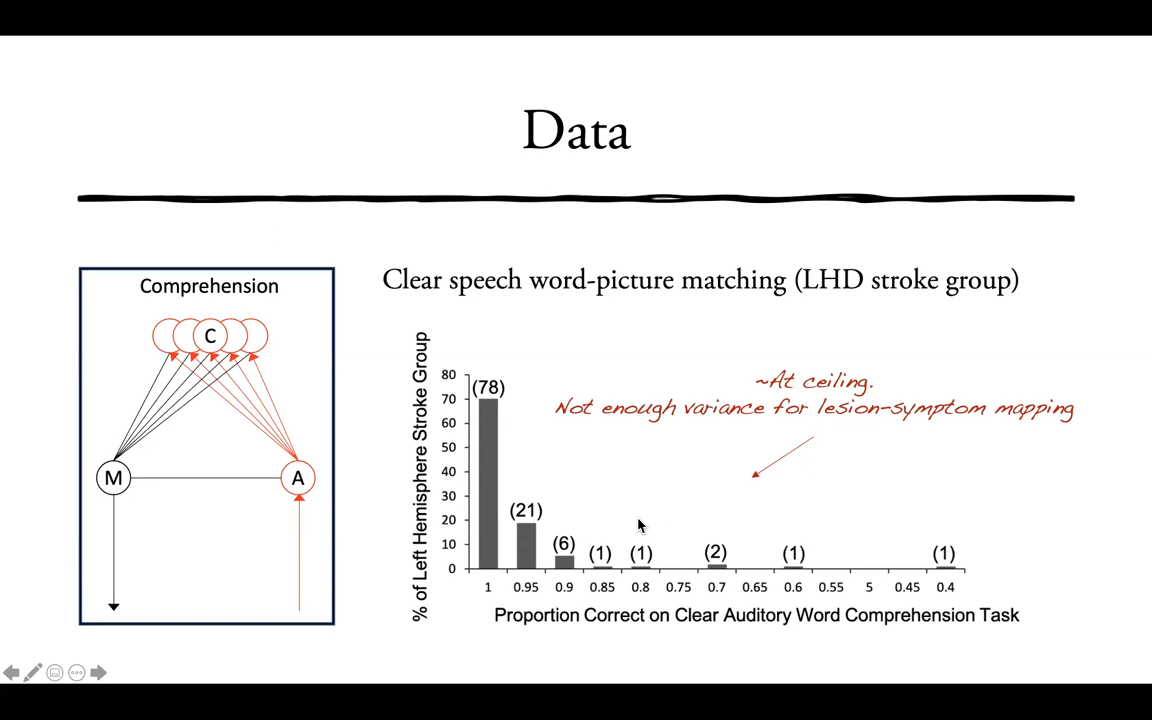 Data
Comprehension
C
M
A
Clear speech word-picture matching (LHD stroke group)
~At ceiling.
Not enough variance for lesion-symptom mapping
% of Left Hemisphere Stroke Group
80
70
60
50
40
30
20
10
0
(78)
(21)
(6)
(1)
(1)
(2)
(1)
(1)
1 0.95 0.9 0.85 0.8 0.75 0.7 0.65 0.6 0.55 5 0.45 0.4
Proportion Correct on Clear Auditory Word Comprehension Task